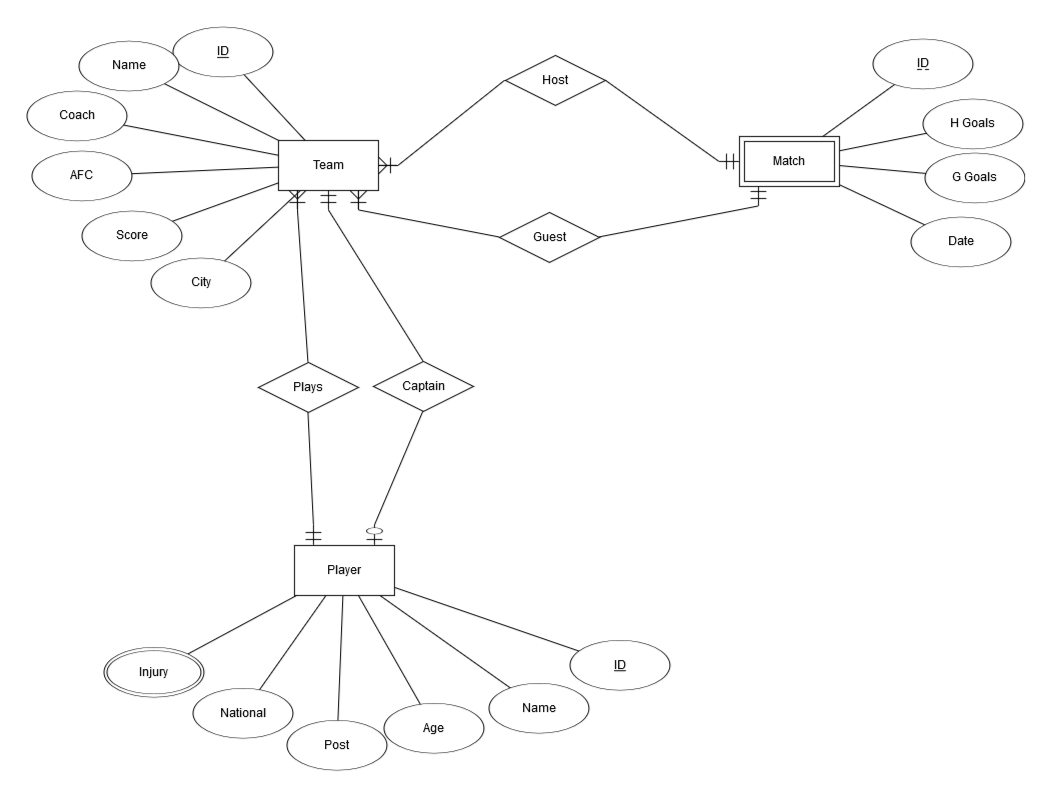 ID
Name
Coach
AFC
Score
City
Team
Host
Match
ID
H Goals
G Goals
Date
Guest
Plays
Captain
Player
Injury
National
Post
Age
Name
ID